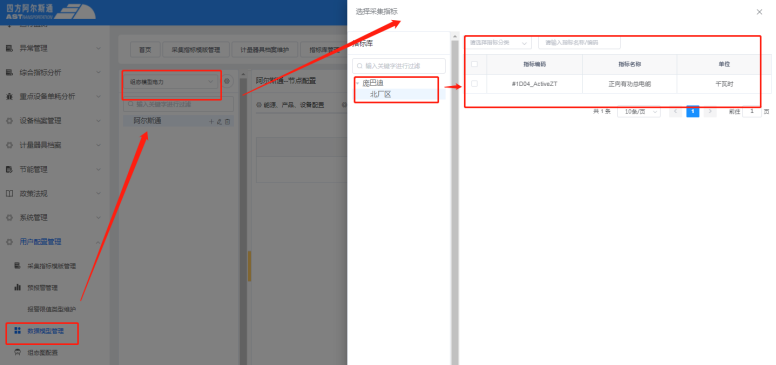 四方阿尔斯通
AST
异常管理
综合指标分析
重点设备单耗分析
设备档案管理
计量器具档案
节能管理
政策法规
系统管理
用户配置管理
采集指标模板管理
预报警管理
报警限值类型维护
数据模型管理
组态图配置
首页
采集指标模板管理
计量器具档案维护
指标库管理
组态模型电力
输入关键字进行过滤
阿尔斯通
阿尔斯通-节点配置
能源、产品、设备配置
选择采集指标
指标库
输入关键字进行过滤
庞巴迪
北厂区
请选择指标分类
请输入指标名称/编码
指标编码 指标名称 单位
#1D04_ActiveZT 正向有功总电能 千瓦时
共 1 条 10条/页 < 1 > 前往 1 页